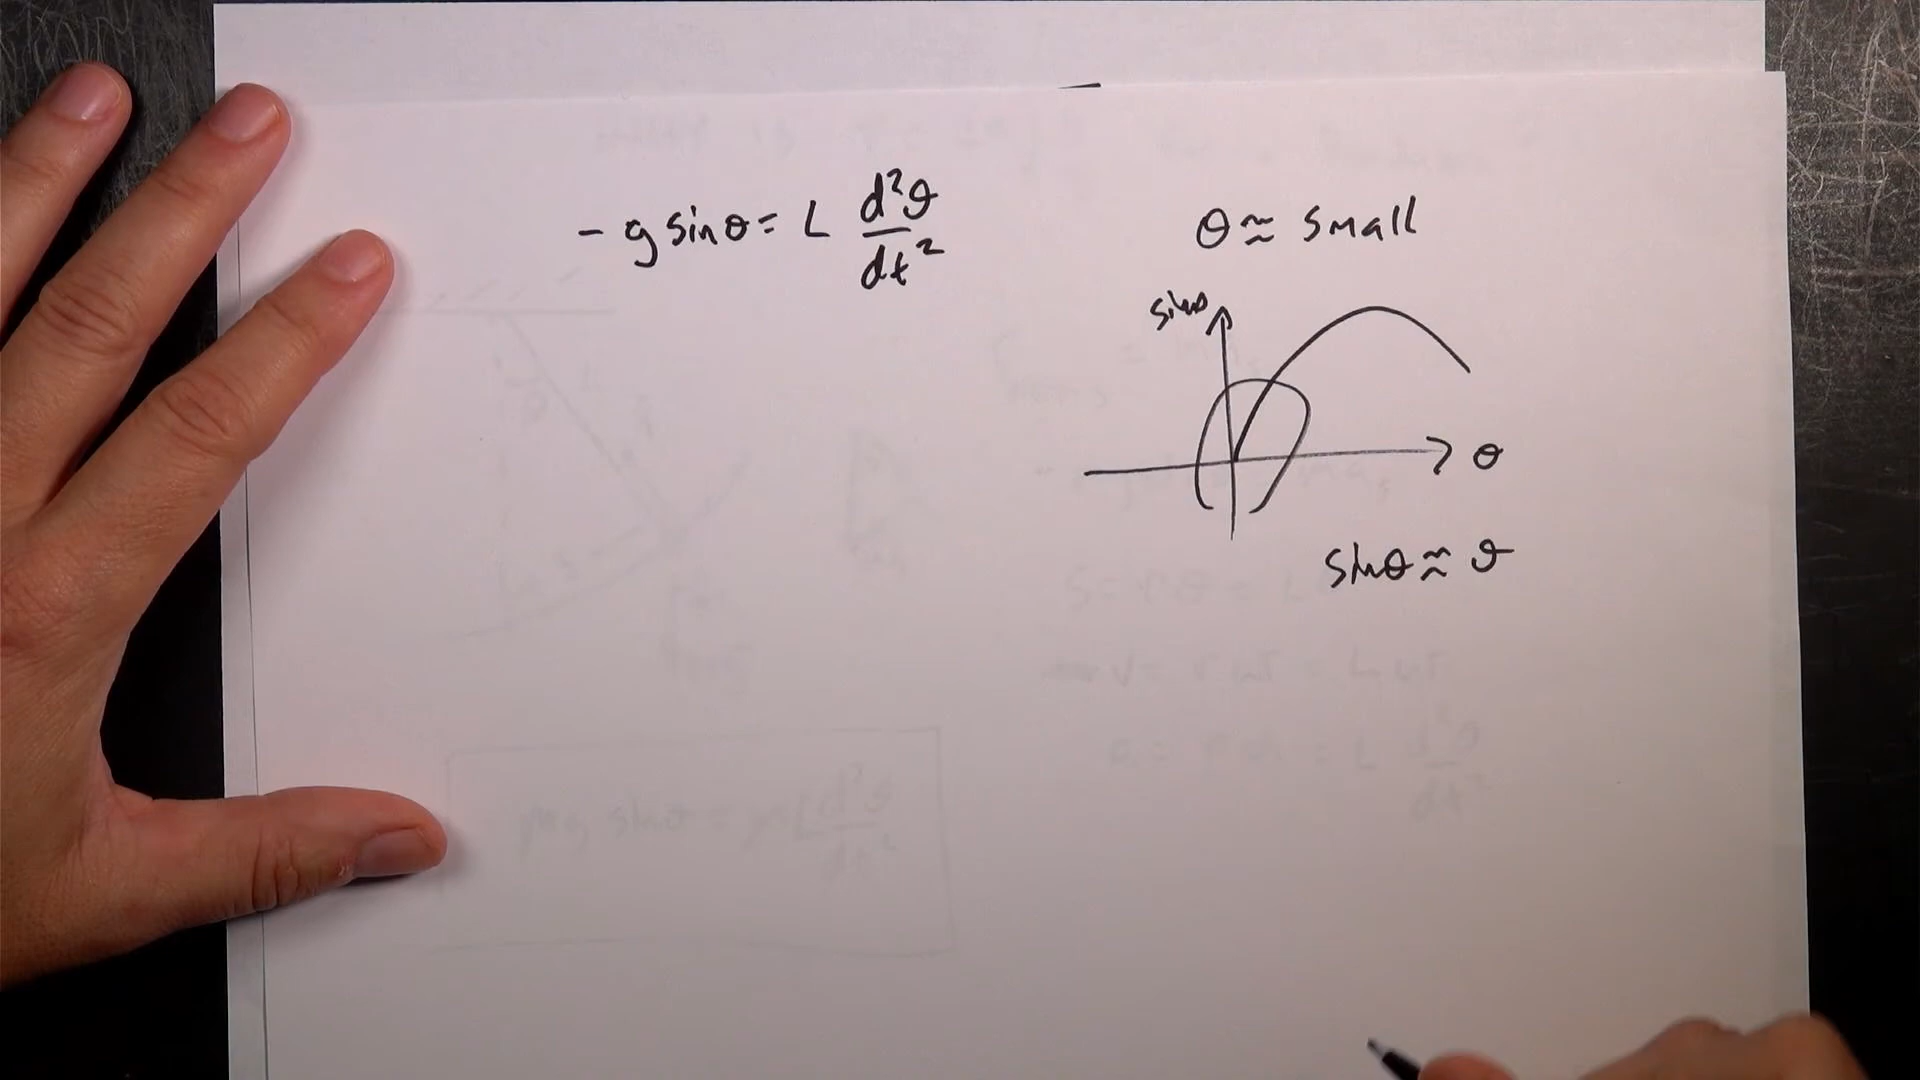 - g sinθ = L d²θ/dt²
θ ≈ small
sinθ
θ
sinθ ≈ θ